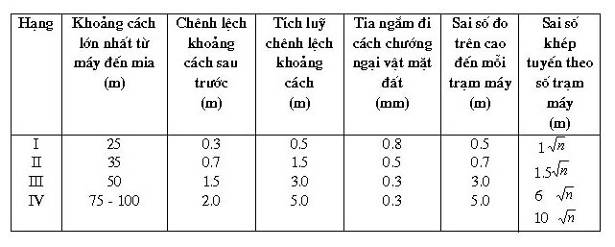 Hạng
Khoảng cách
lớn nhất từ
máy đến mia
(m)
Chênh lệch
khoảng
cách sau
trước
(m)
Tích luỹ
chênh lệch
khoảng
cách
(m)
Tia ngắm đi
cách chướng
ngại vật mặt
đất
(mm)
Sai số đo
trên cao
đến mỗi
trạm máy
(m)
Sai số
khép
tuyến theo
số trạm
máy
(m)
I 25 0.3 0.5 0.8 0.5 1√n
II 35 0.7 1.5 0.5 0.7 1.5√n
III 50 1.5 3.0 0.3 3.0 6 √n
IV 75 - 100 2.0 5.0 0.3 5.0 10 √n